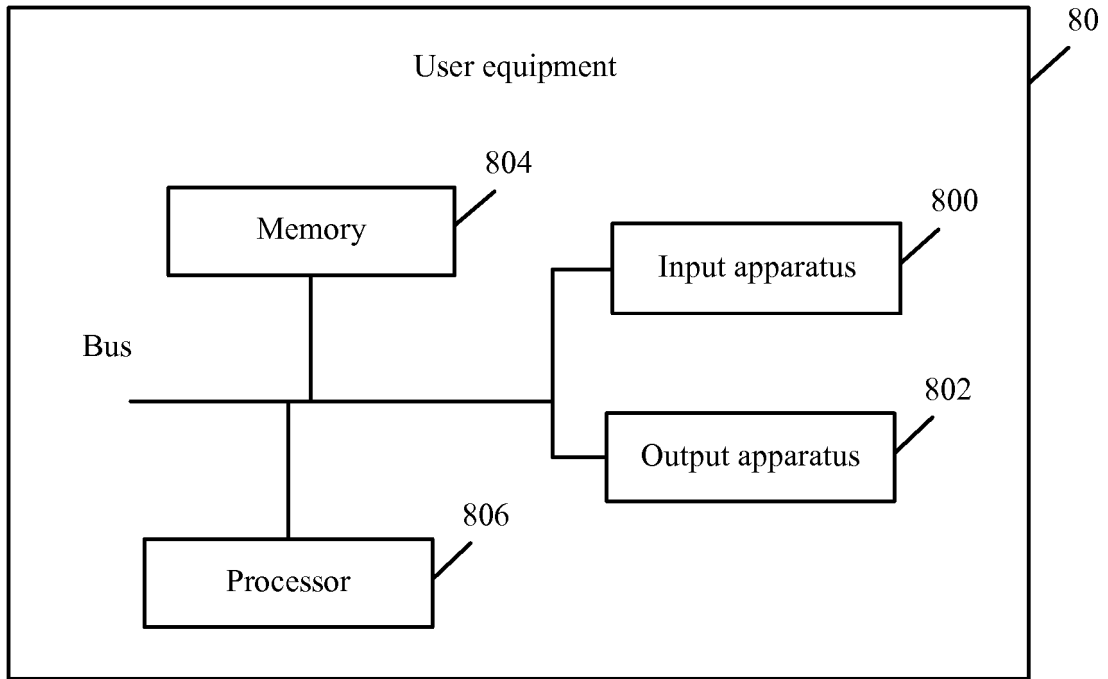 80
User equipment
804
Memory
800
Input apparatus
Bus
802
Output apparatus
806
Processor